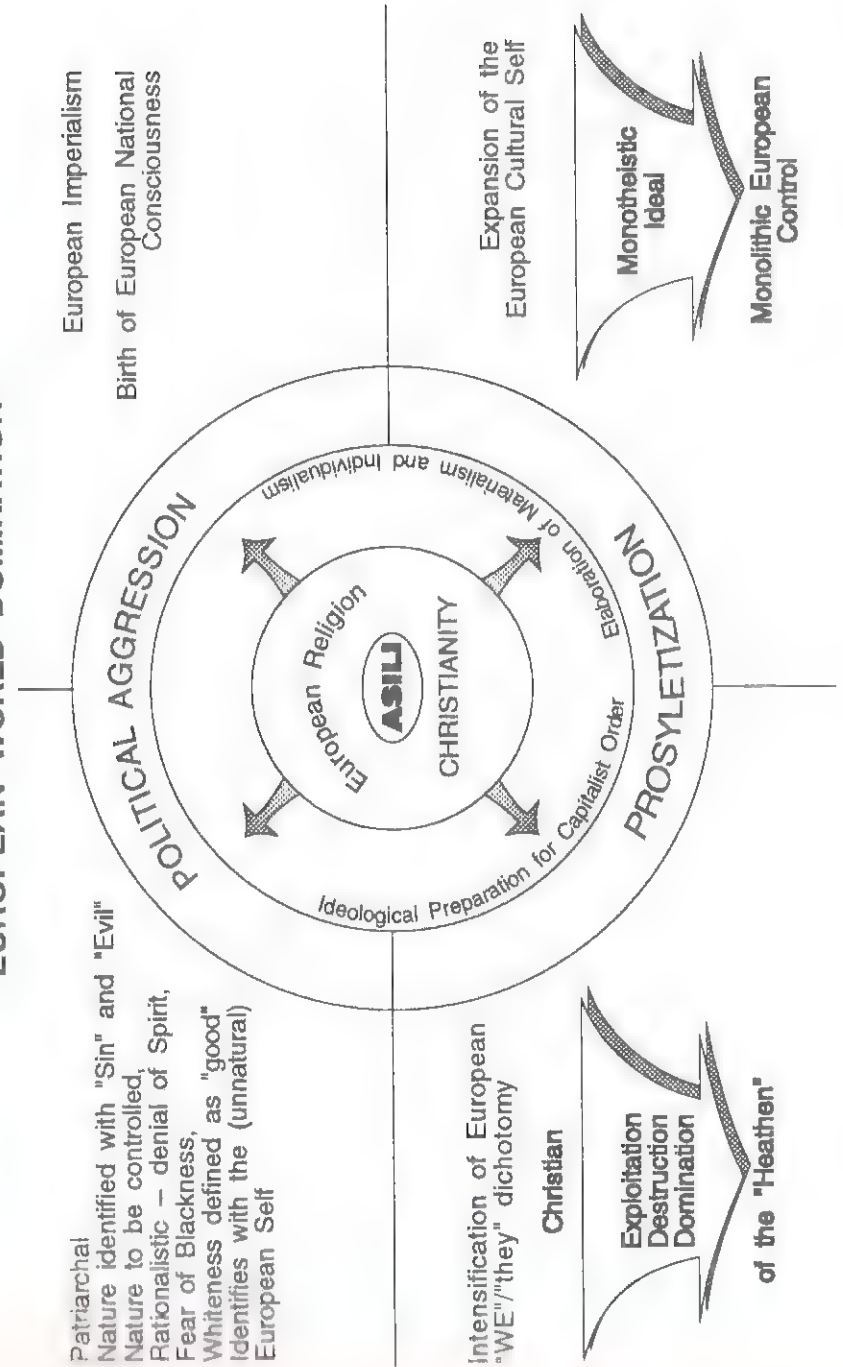 EUROPEAN WORLD DOMINATION
Patriarchal
Nature identified with "Sin" and "Evil"
Nature to be controlled,
Rationalistic – denial of Spirit,
Fear of Blackness,
Whiteness defined as "good"
Identifies with the (unnatural)
European Self
European Imperialism
Birth of European National
Consciousness
POLITICAL AGGRESSION
European Religion
ASILI
CHRISTIANITY
Ideological Preparation for Capitalist Order
Elaboration of Materialism and Individualism
PROSYLETIZATION
Intensification of European
"WE"/"they" dichotomy
Christian
Exploitation
Destruction
Domination
of the "Heathen"
Expansion of the
European Cultural Self
Monotheistic
Ideal
Monolithic European
Control